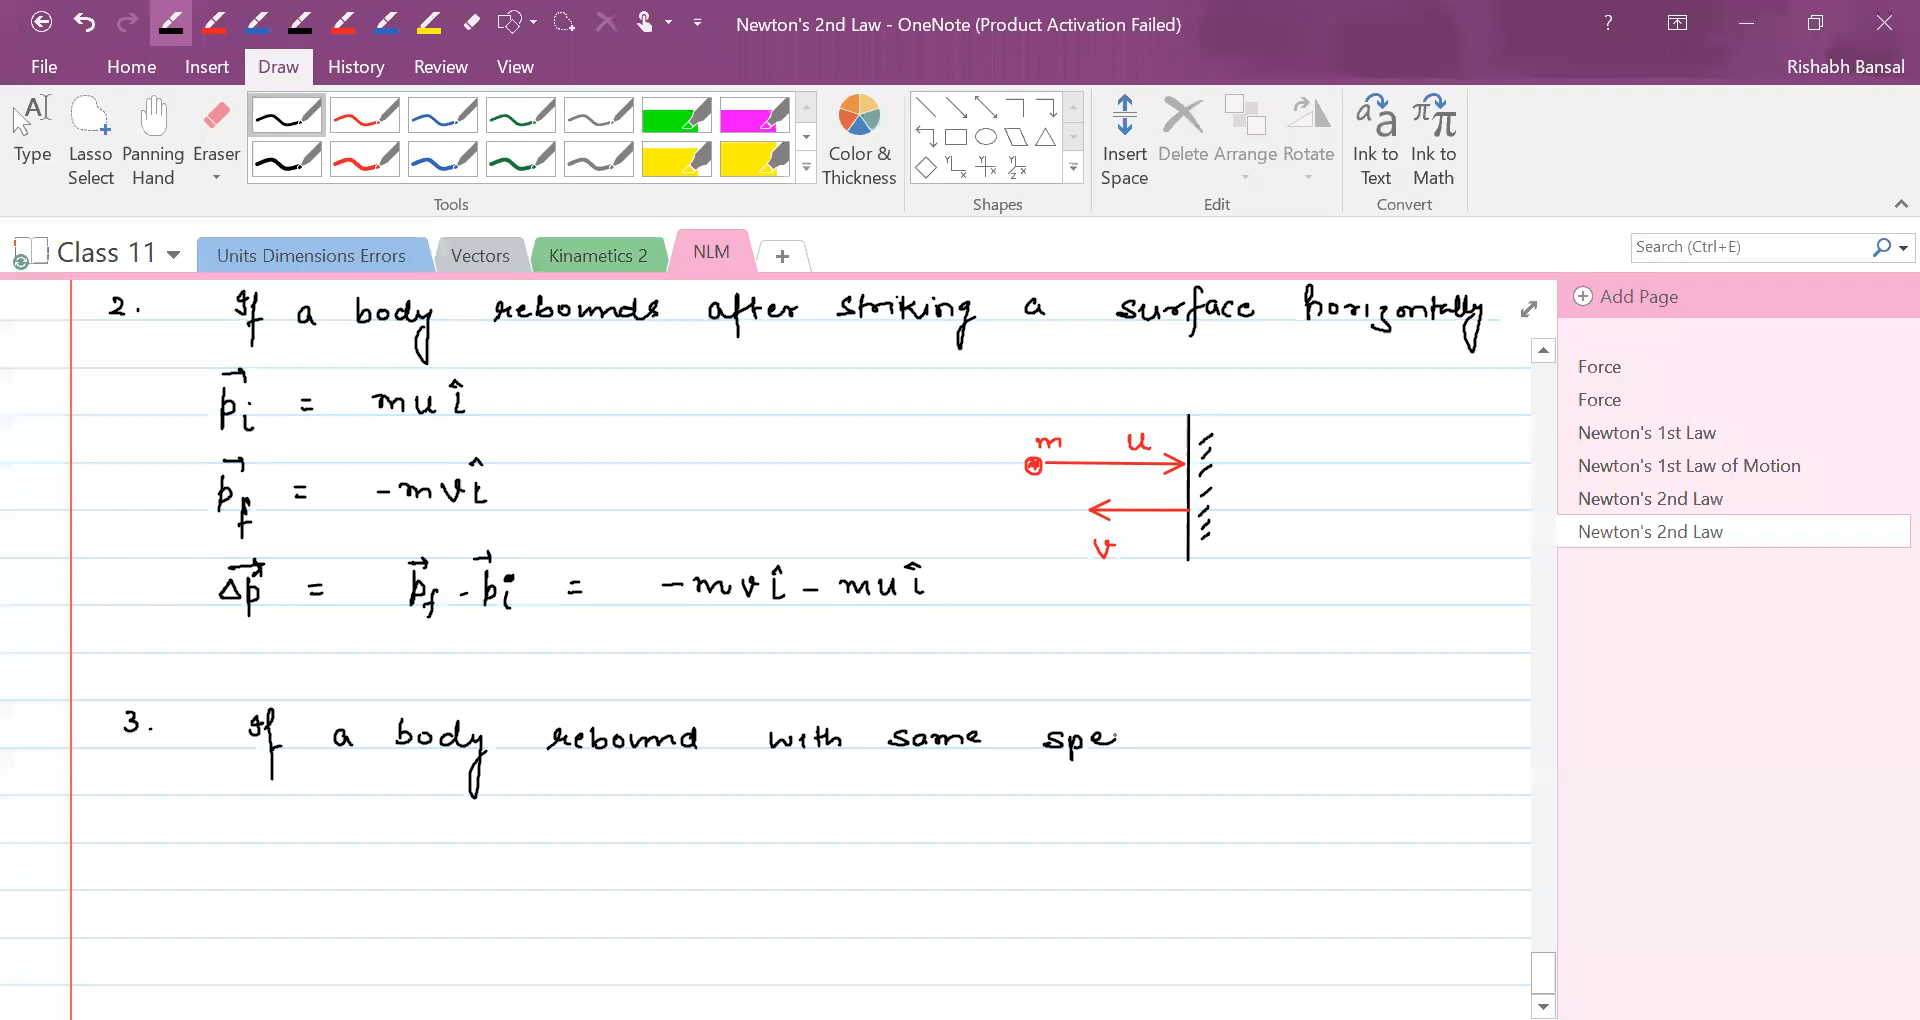 Newton's 2nd Law - OneNote (Product Activation Failed)
?
File Home Insert Draw History Review View
Rishabh Bansal
Type
Lasso Select
Panning Hand
Eraser
Color & Thickness
Insert Space
Delete
Arrange
Rotate
Ink to Text
Ink to Math
Tools
Shapes
Edit
Convert
Class 11
Units Dimensions Errors
Vectors
Kinametics 2
NLM
Search (Ctrl+E)
2. If a body rebounds after striking a surface horizontally
p⃗i = mu î
p⃗f = -mv î
Δp⃗ = p⃗f - p⃗i = -mv î - mu î
m u
v
3. If a body rebound with same spe
Add Page
Force
Force
Newton's 1st Law
Newton's 1st Law of Motion
Newton's 2nd Law
Newton's 2nd Law